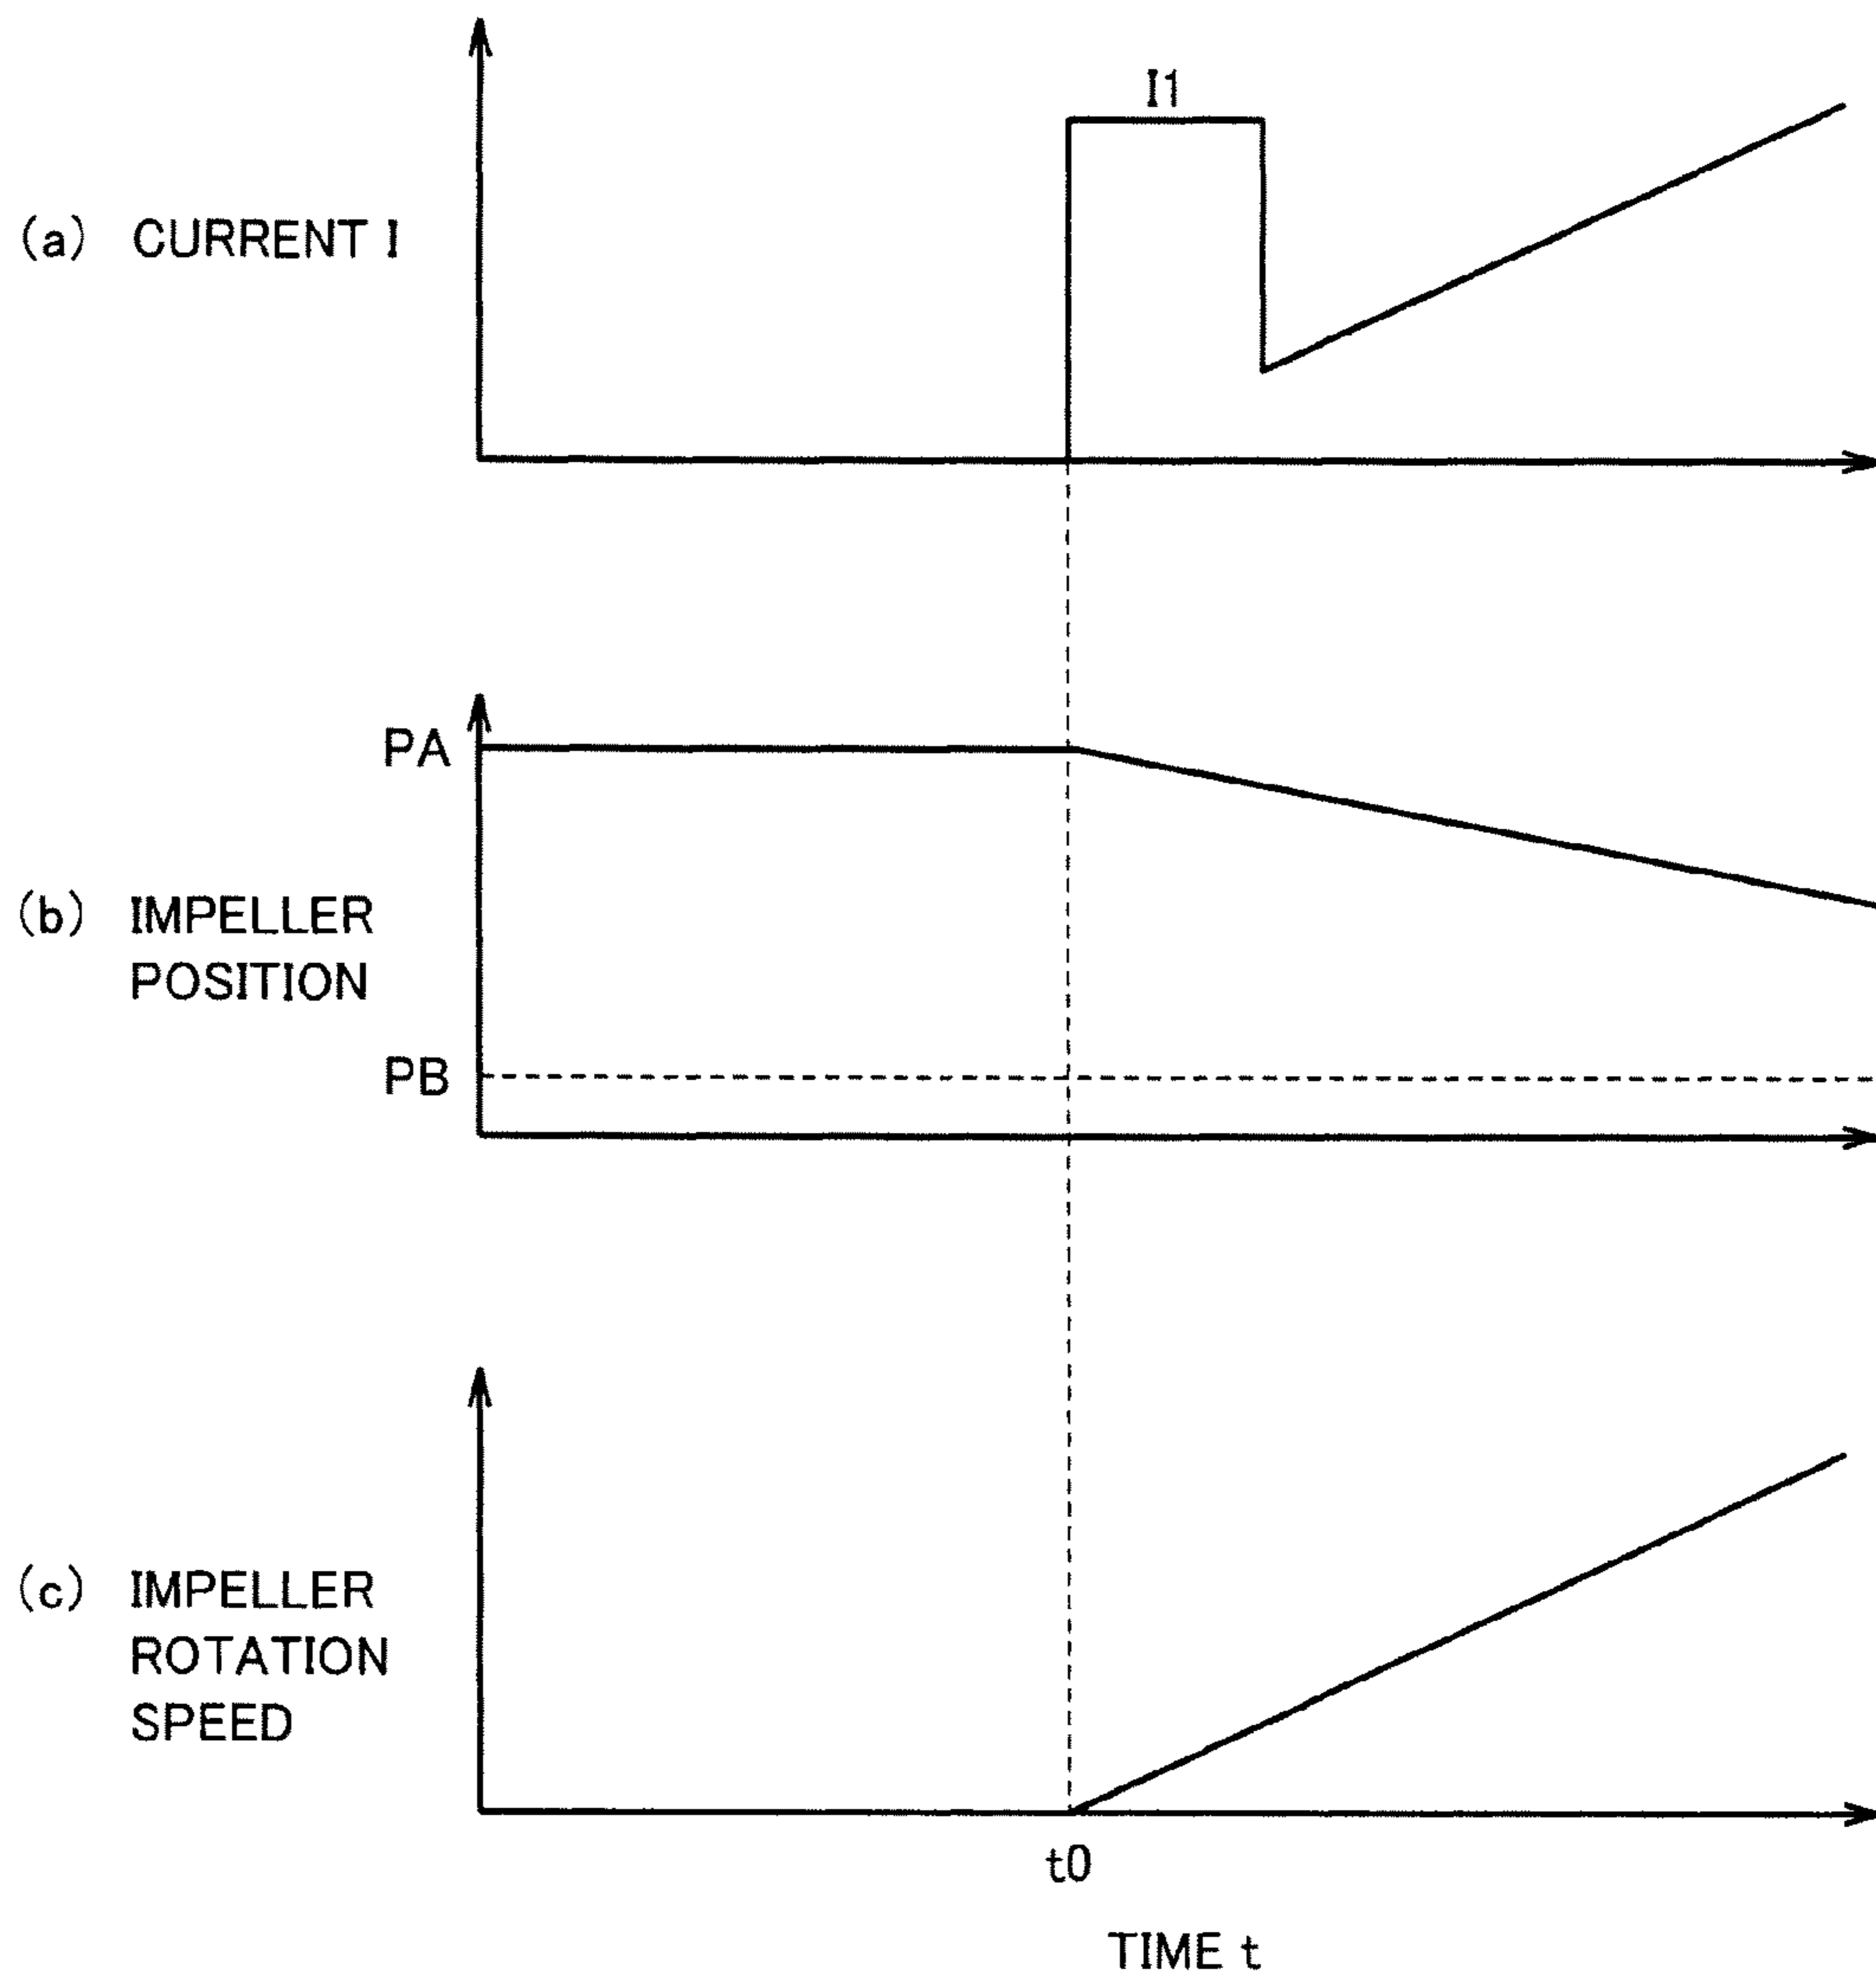 I1
(a) CURRENT I
PA
(b) IMPELLER
POSITION
PB
(c) IMPELLER
ROTATION
SPEED
t0
TIME t